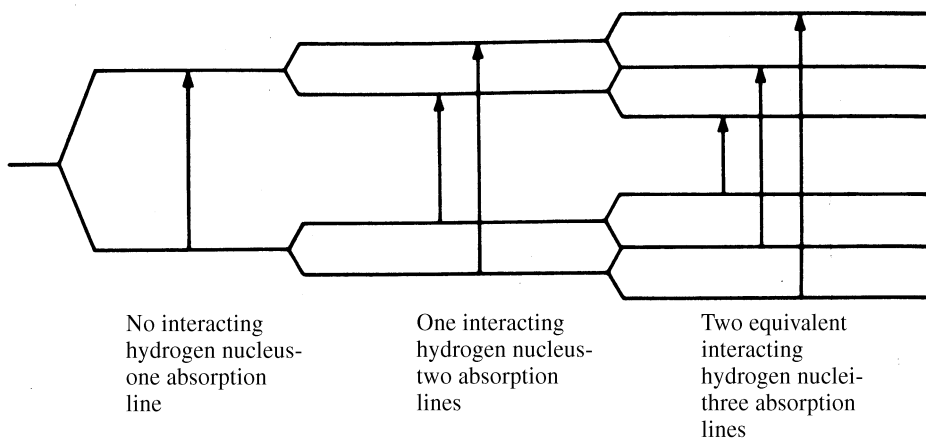 No interacting
hydrogen nucleus-
one absorption
line
One interacting
hydrogen nucleus-
two absorption
lines
Two equivalent
interacting
hydrogen nuclei-
three absorption
lines